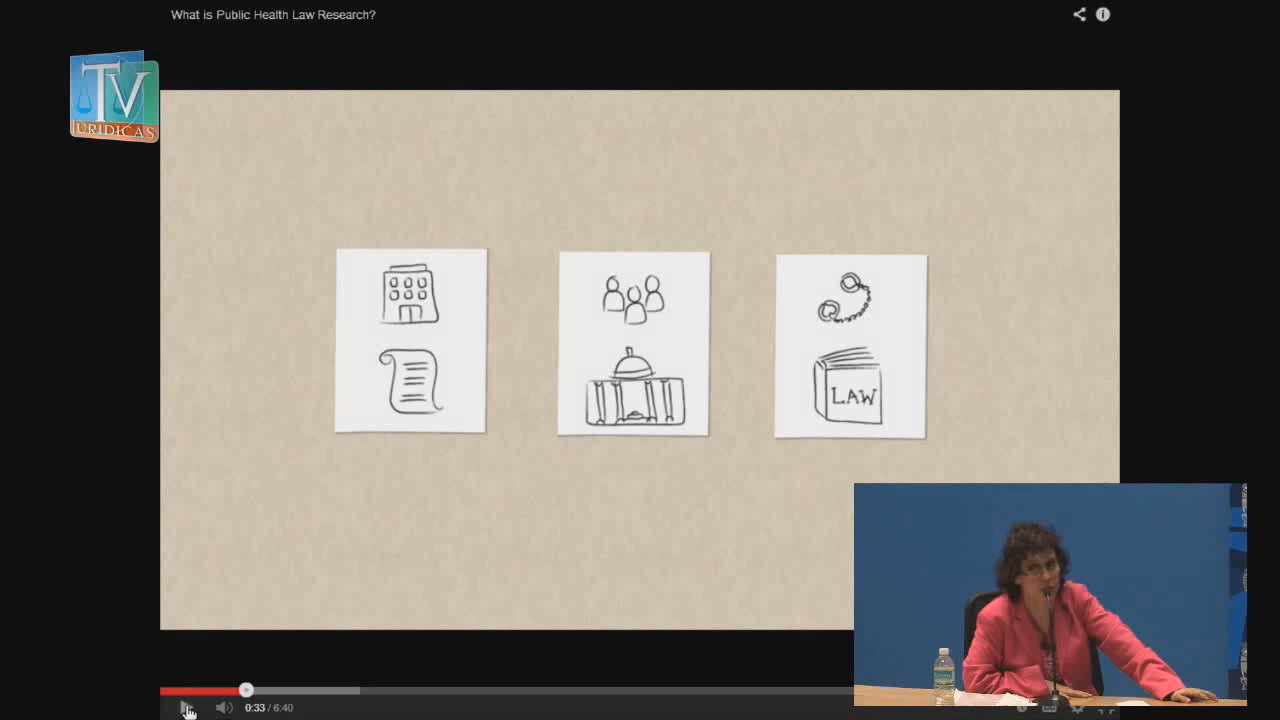 What is Public Health Law Research?
TV
JURIDICAS
LAW
0:33 / 6:40